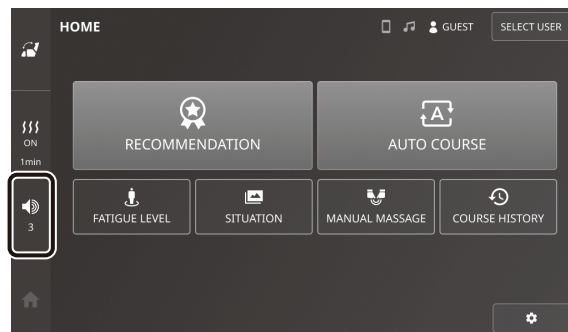 HOME
GUEST
SELECT USER
ON
1min
3
RECOMMENDATION
A
AUTO COURSE
FATIGUE LEVEL
SITUATION
MANUAL MASSAGE
COURSE HISTORY